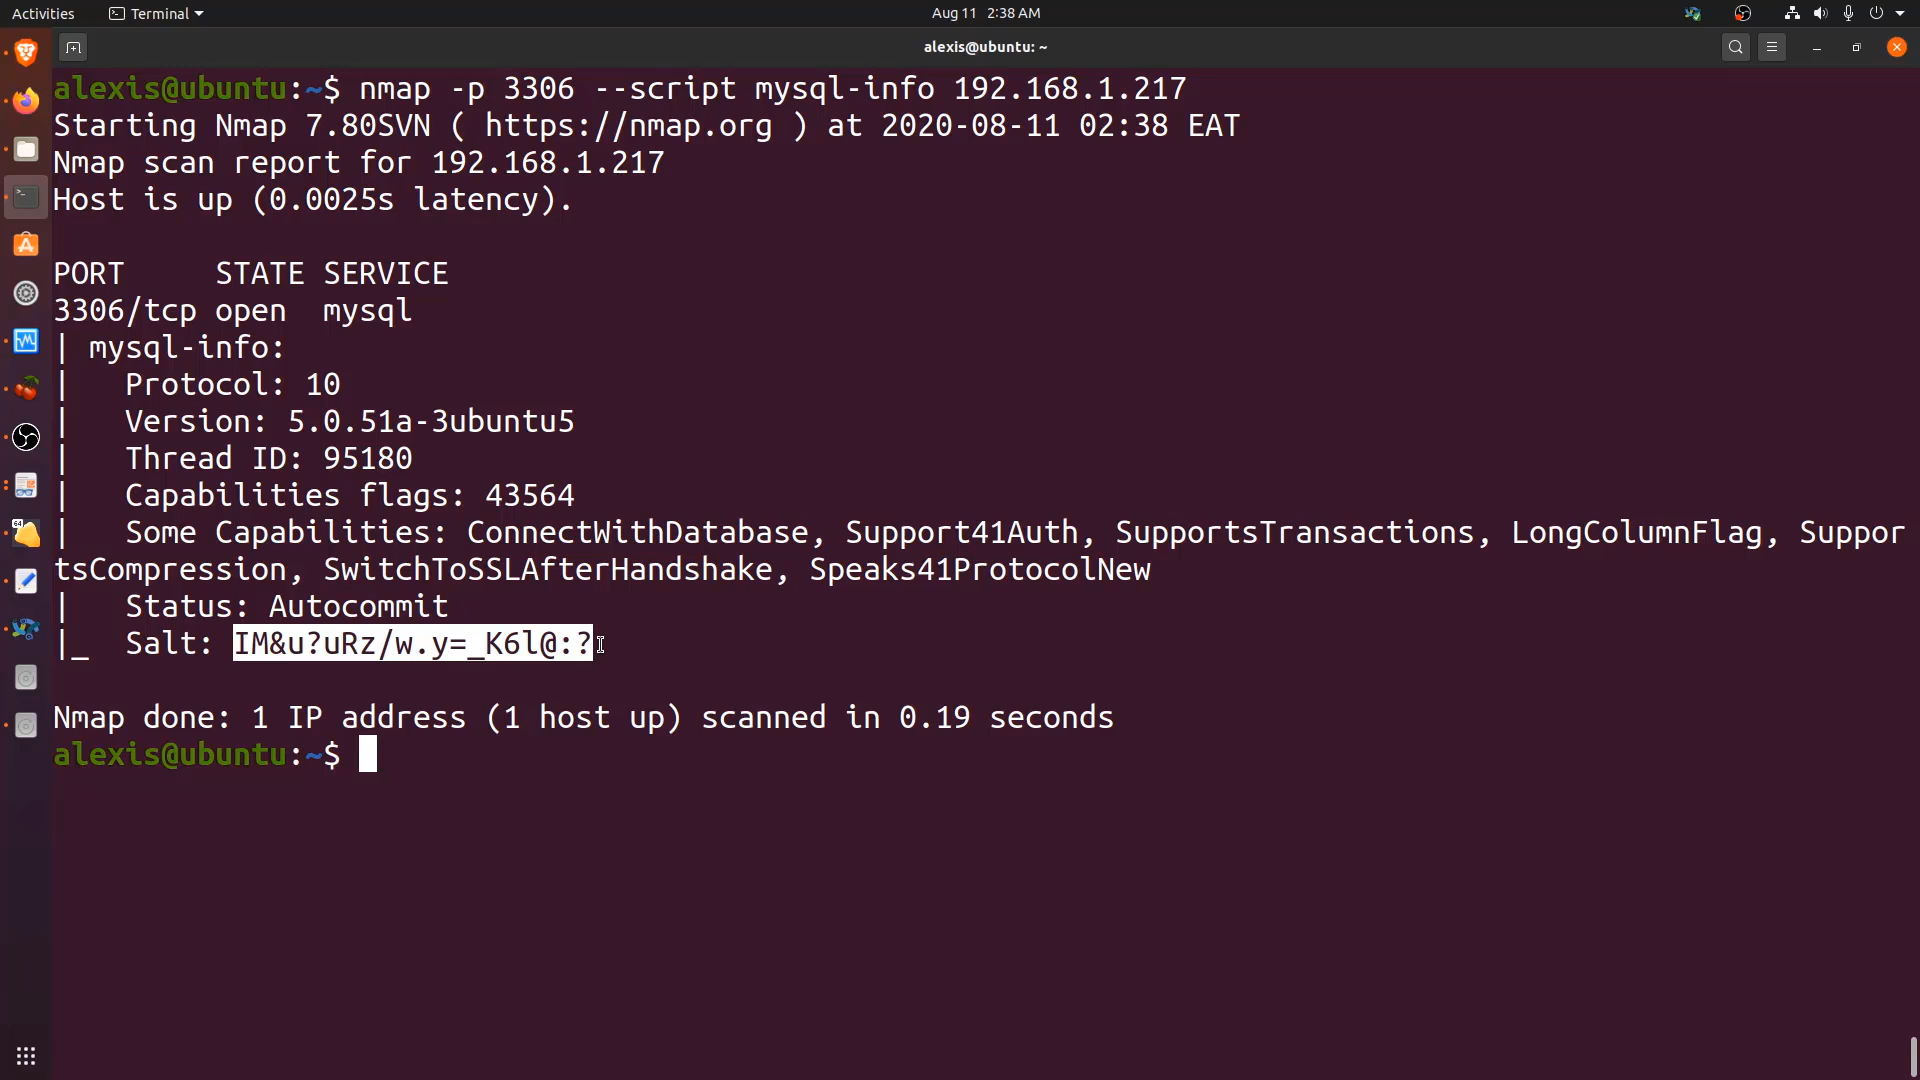 Activities Terminal Aug 11 2:38 AM
alexis@ubuntu: ~
alexis@ubuntu:~$ nmap -p 3306 --script mysql-info 192.168.1.217
Starting Nmap 7.80SVN ( https://nmap.org ) at 2020-08-11 02:38 EAT
Nmap scan report for 192.168.1.217
Host is up (0.0025s latency).
PORT     STATE SERVICE
3306/tcp open  mysql
| mysql-info:
|   Protocol: 10
|   Version: 5.0.51a-3ubuntu5
|   Thread ID: 95180
|   Capabilities flags: 43564
|   Some Capabilities: ConnectWithDatabase, Support41Auth, SupportsTransactions, LongColumnFlag, Suppor
tsCompression, SwitchToSSLAfterHandshake, Speaks41ProtocolNew
|   Status: Autocommit
|_  Salt: IM&u?uRz/w.y=_K6l@:?
64
Nmap done: 1 IP address (1 host up) scanned in 0.19 seconds
alexis@ubuntu:~$